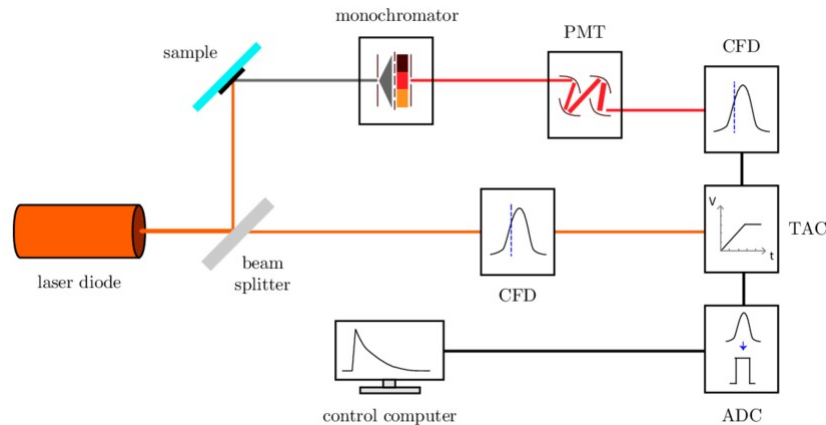 monochromator
sample
PMT
CFD
V
t
TAC
laser diode
beam
splitter
CFD
control computer
ADC